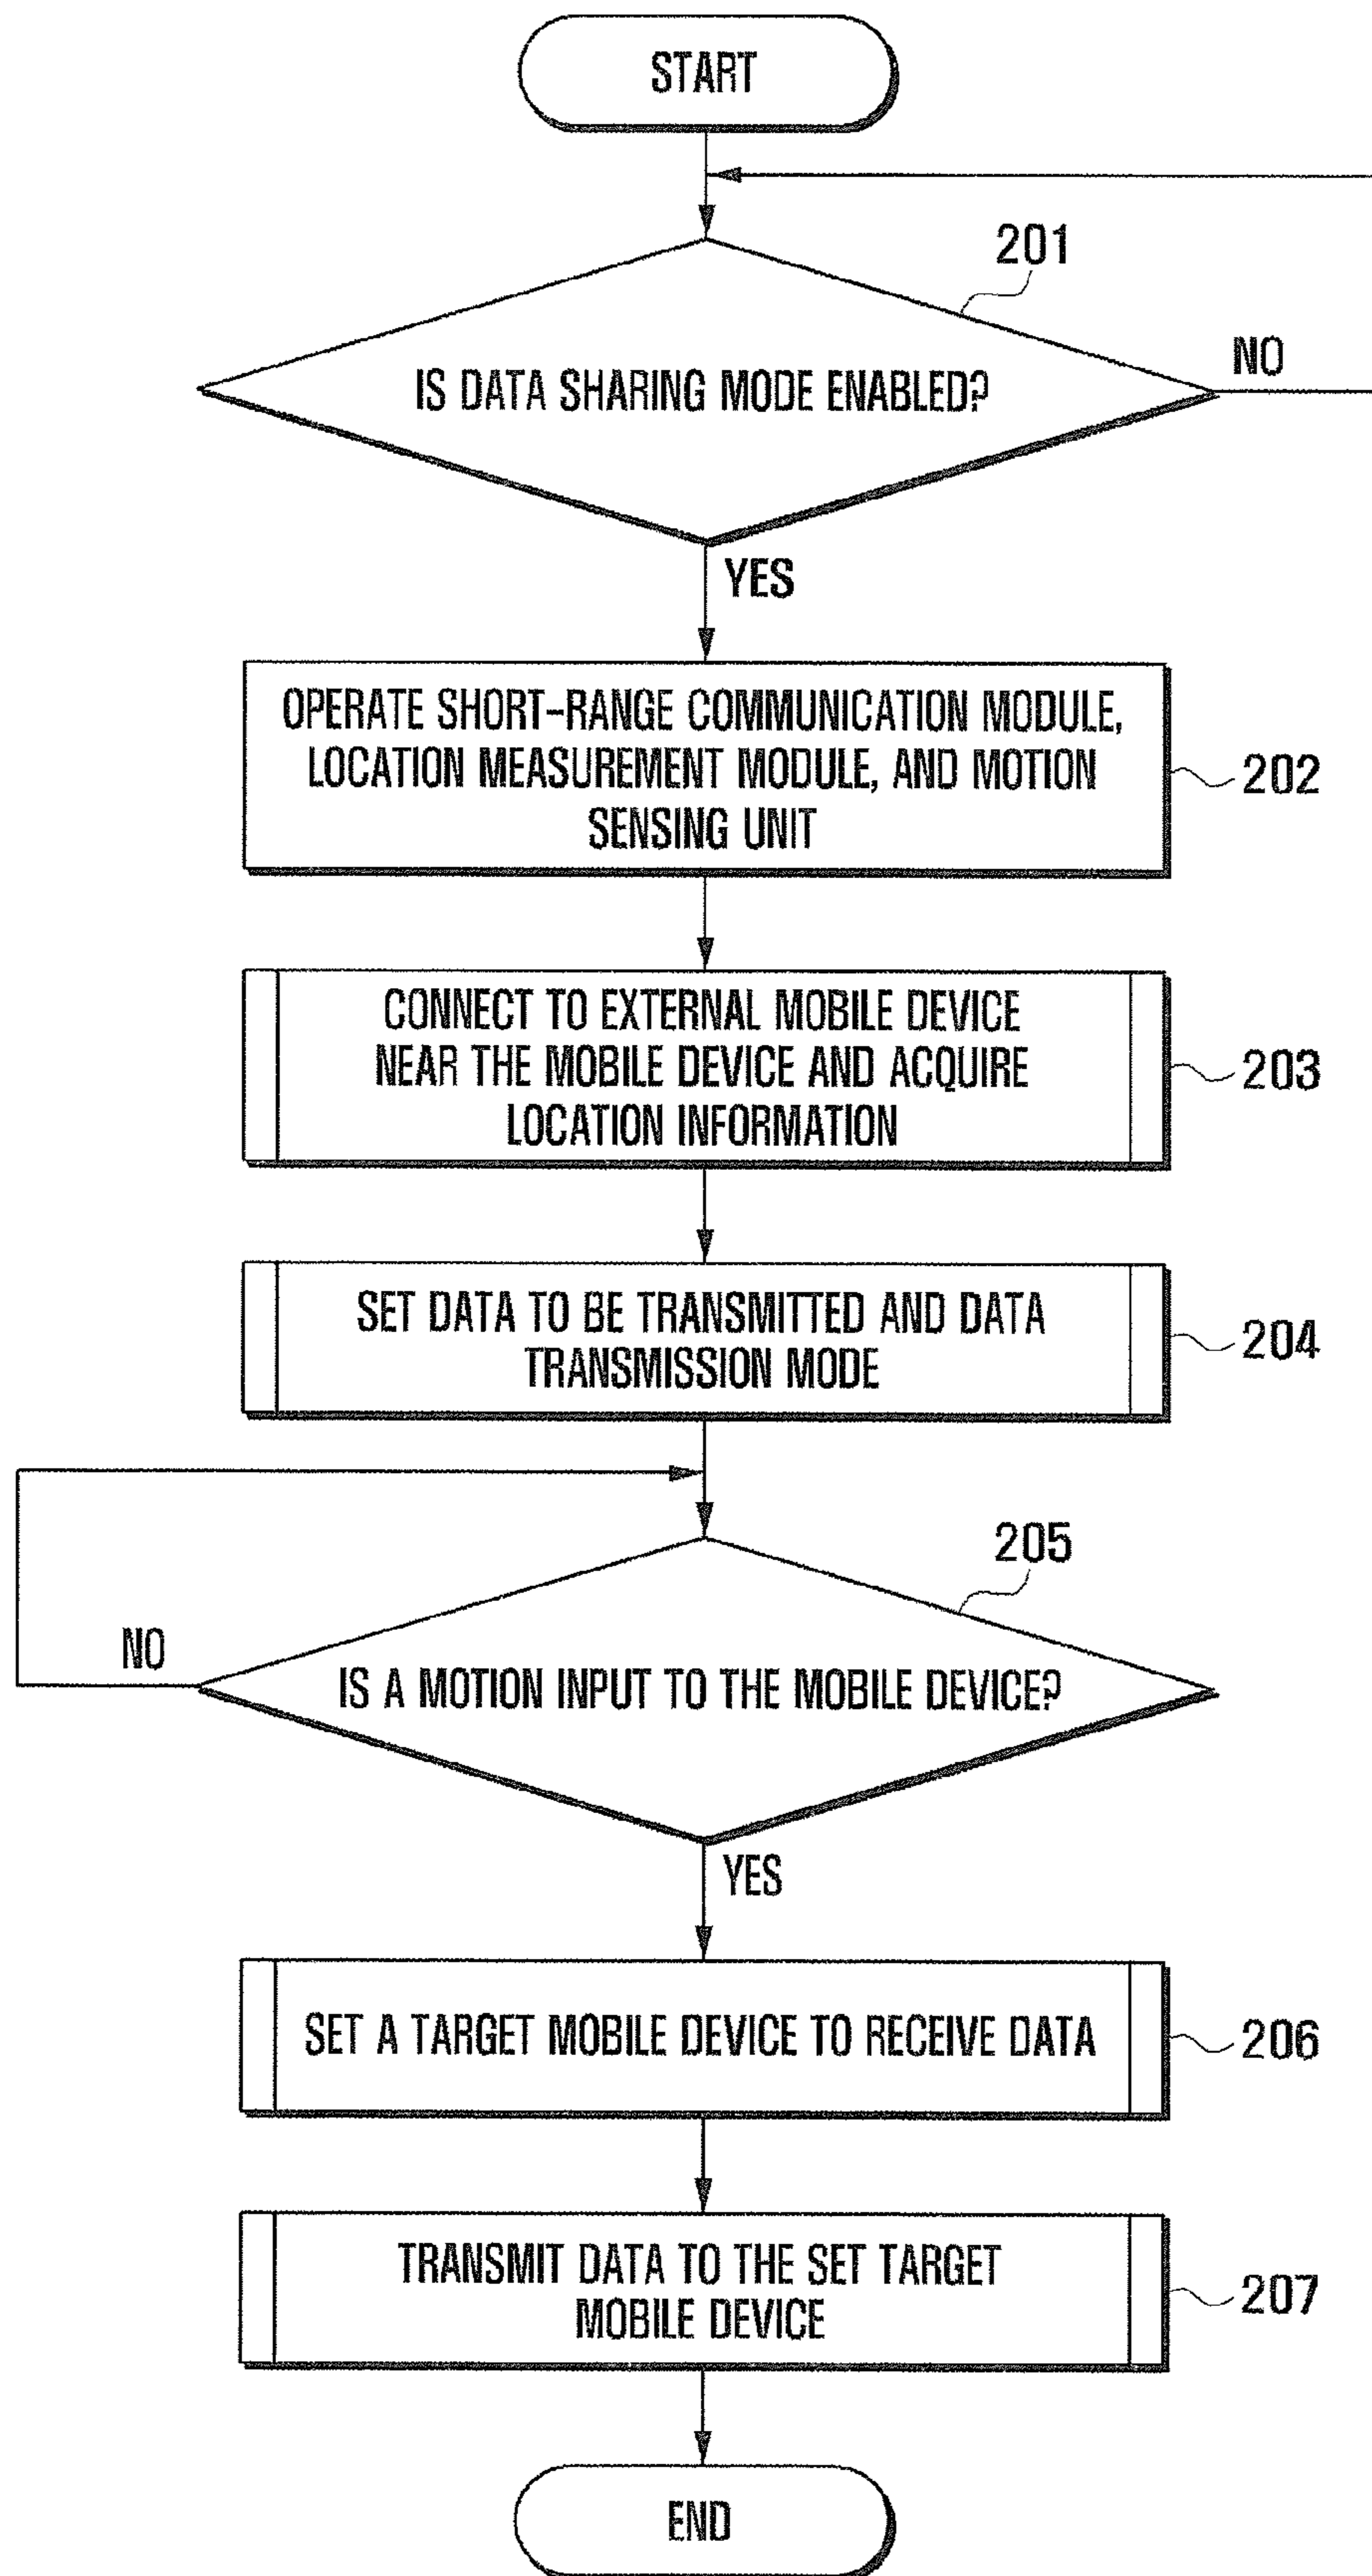 START
201
IS DATA SHARING MODE ENABLED?
NO
YES
OPERATE SHORT-RANGE COMMUNICATION MODULE,
LOCATION MEASUREMENT MODULE, AND MOTION
SENSING UNIT
202
CONNECT TO EXTERNAL MOBILE DEVICE
NEAR THE MOBILE DEVICE AND ACQUIRE
LOCATION INFORMATION
203
SET DATA TO BE TRANSMITTED AND DATA
TRANSMISSION MODE
204
205
NO
IS A MOTION INPUT TO THE MOBILE DEVICE?
YES
SET A TARGET MOBILE DEVICE TO RECEIVE DATA
206
TRANSMIT DATA TO THE SET TARGET
MOBILE DEVICE
207
END